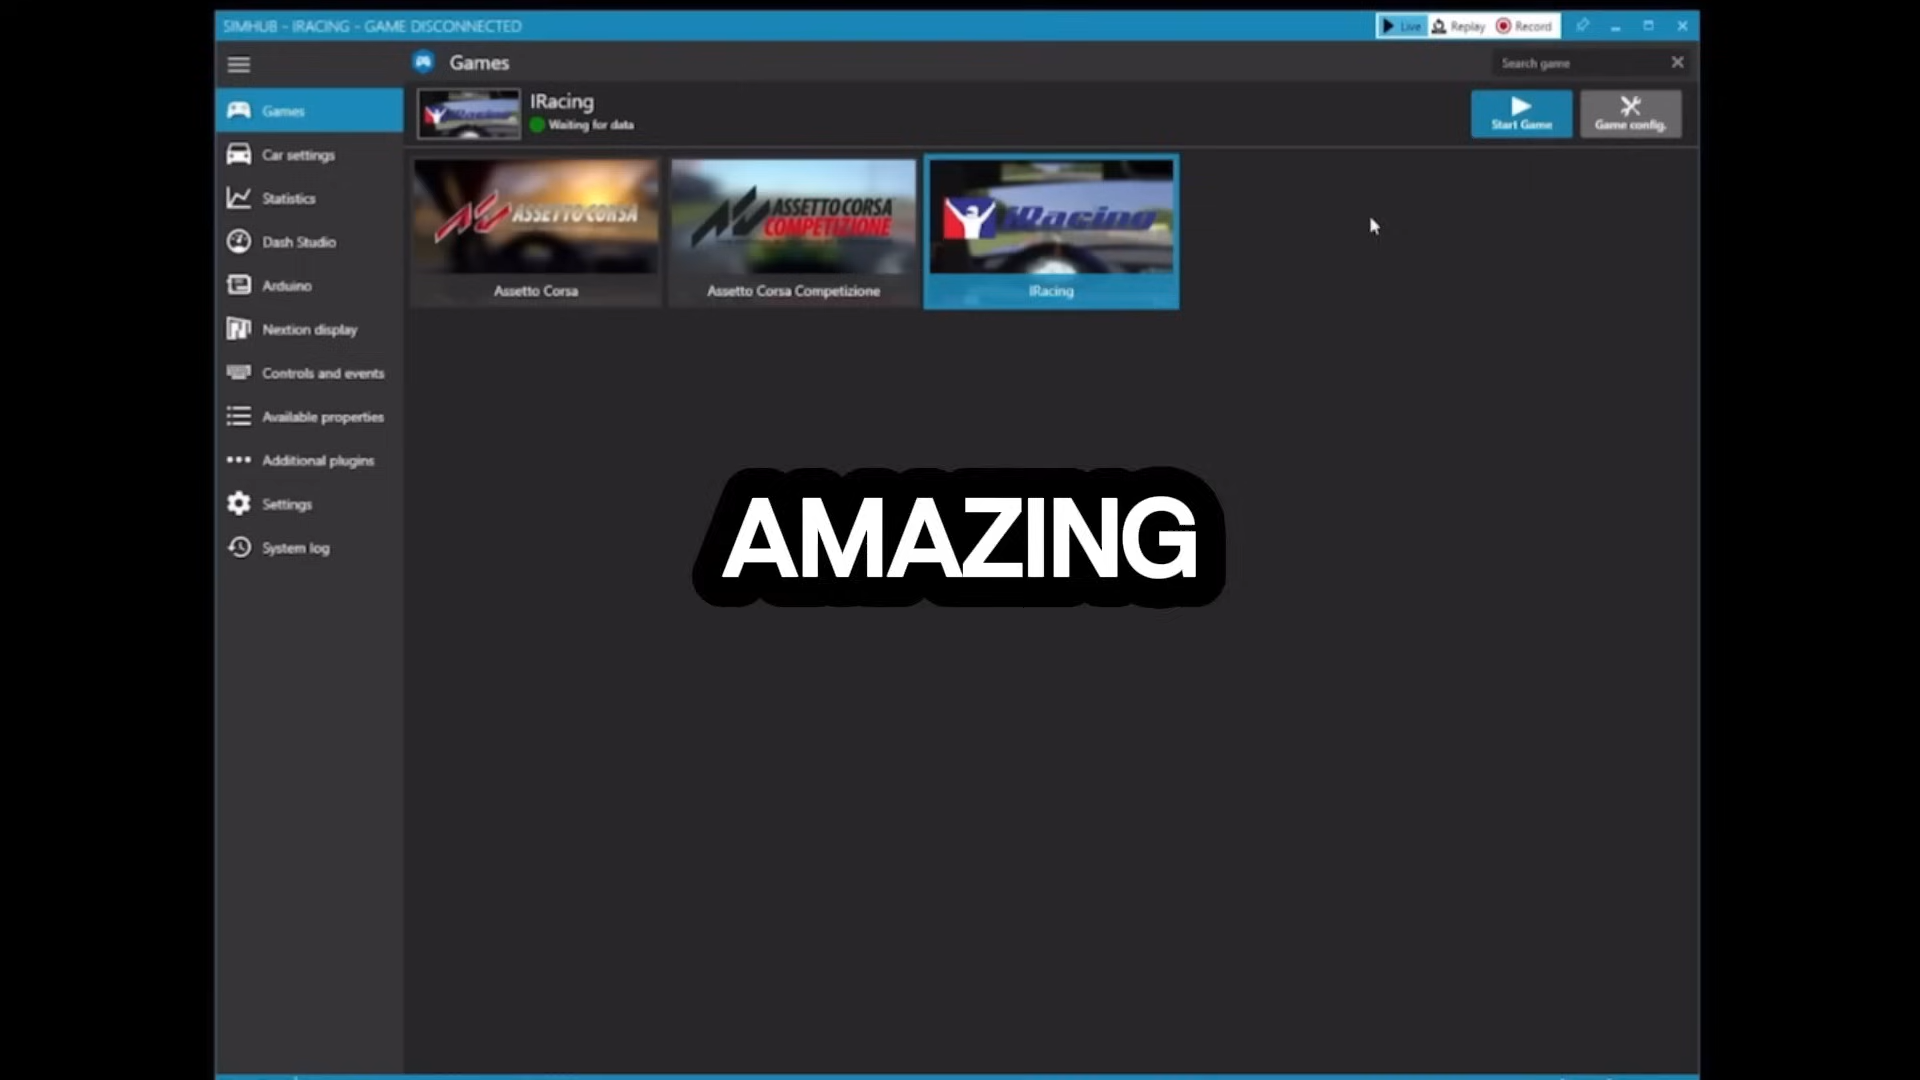 SIMHUB - IRACING - GAME DISCONNECTED
Live
Replay
Record
Games
Search game
IRacing
Waiting for data
Start Game
Game config.
Games
Car settings
Statistics
Dash Studio
Arduino
Nextion display
Controls and events
Available properties
Additional plugins
Settings
System log
ASSETTO CORSA
Assetto Corsa
ASSETTO CORSA
COMPETIZIONE
Assetto Corsa Competizione
iRacing
IRacing
AMAZING